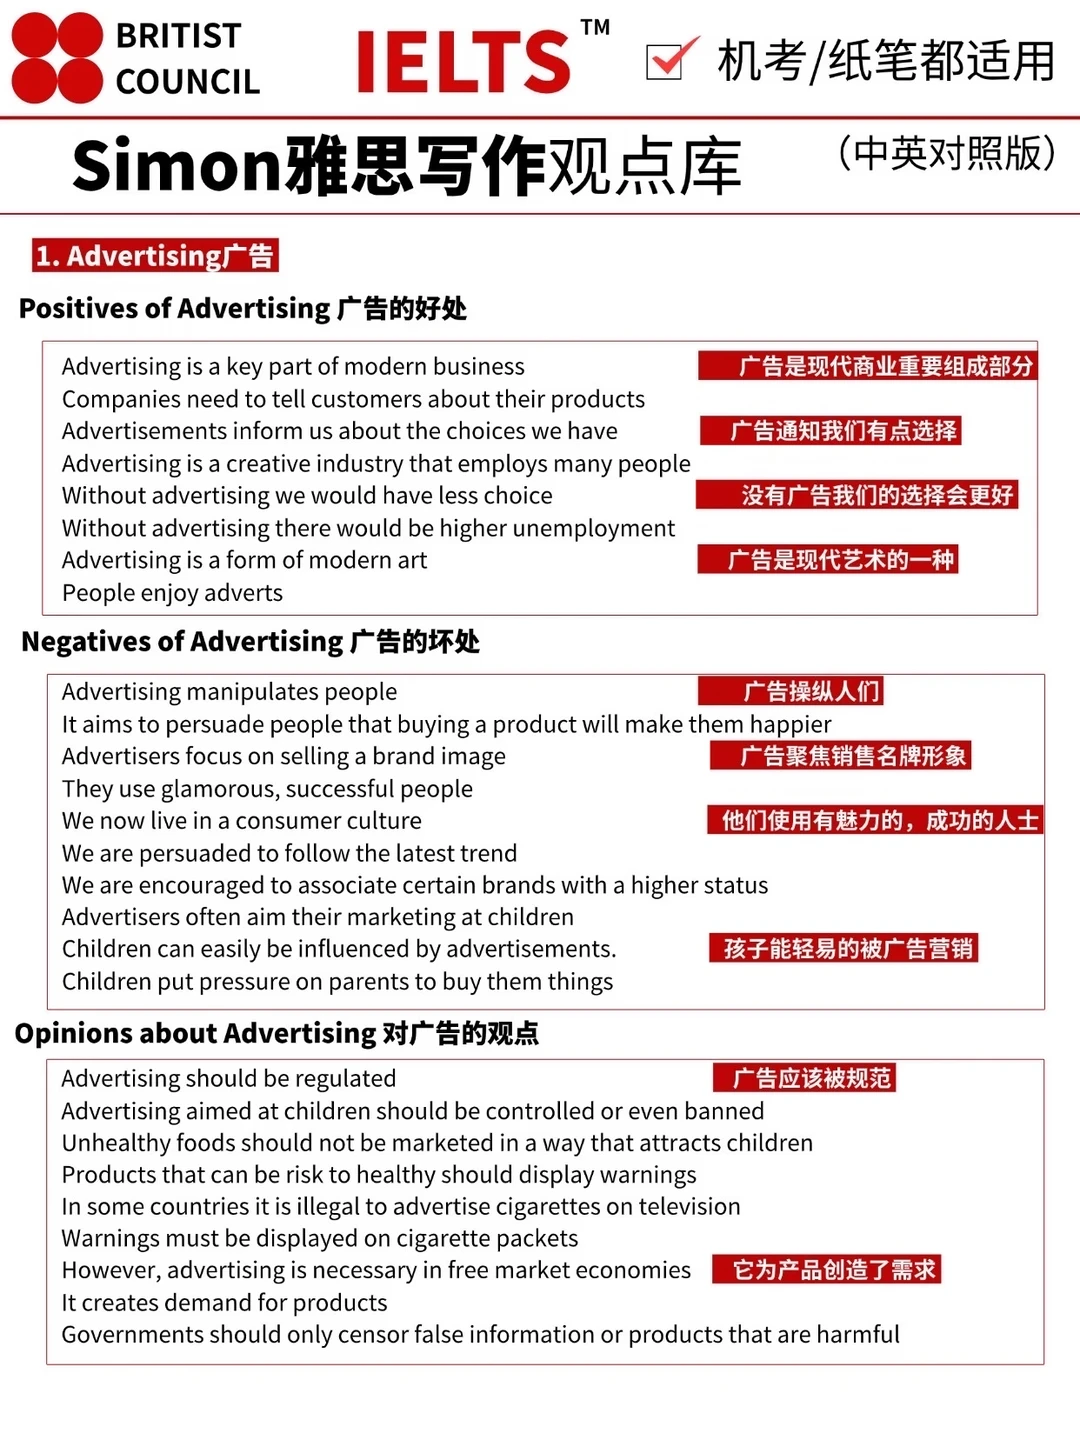 BRITIST
COUNCIL
IELTS™
机考/纸笔都适用
Simon雅思写作观点库
（中英对照版）
1. Advertising广告
Positives of Advertising 广告的好处
Advertising is a key part of modern business 广告是现代商业重要组成部分
Companies need to tell customers about their products
Advertisements inform us about the choices we have 广告通知我们有点选择
Advertising is a creative industry that employs many people
Without advertising we would have less choice 没有广告我们的选择会更好
Without advertising there would be higher unemployment
Advertising is a form of modern art 广告是现代艺术的一种
People enjoy adverts
Negatives of Advertising 广告的坏处
Advertising manipulates people 广告操纵人们
It aims to persuade people that buying a product will make them happier
Advertisers focus on selling a brand image 广告聚焦销售名牌形象
They use glamorous, successful people
We now live in a consumer culture 他们使用有魅力的，成功的人士
We are persuaded to follow the latest trend
We are encouraged to associate certain brands with a higher status
Advertisers often aim their marketing at children
Children can easily be influenced by advertisements. 孩子能轻易的被广告营销
Children put pressure on parents to buy them things
Opinions about Advertising 对广告的观点
Advertising should be regulated 广告应该被规范
Advertising aimed at children should be controlled or even banned
Unhealthy foods should not be marketed in a way that attracts children
Products that can be risk to healthy should display warnings
In some countries it is illegal to advertise cigarettes on television
Warnings must be displayed on cigarette packets
However, advertising is necessary in free market economies 它为产品创造了需求
It creates demand for products
Governments should only censor false information or products that are harmful